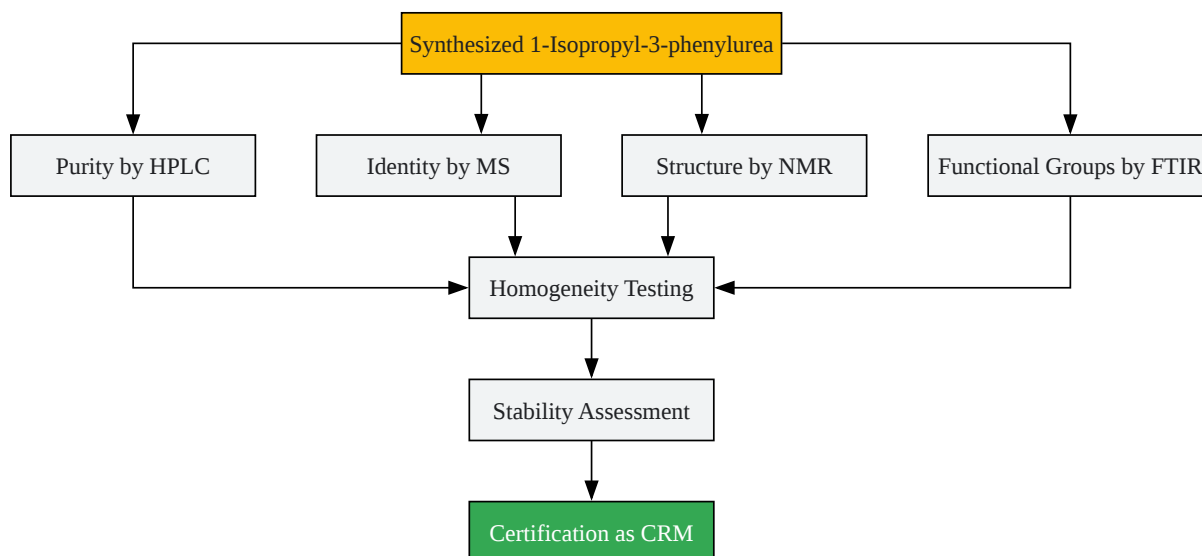 Synthesized 1-Isopropyl-3-phenylurea
Purity by HPLC
Identity by MS
Structure by NMR
Functional Groups by FTIR
Homogeneity Testing
Stability Assessment
Certification as CRM